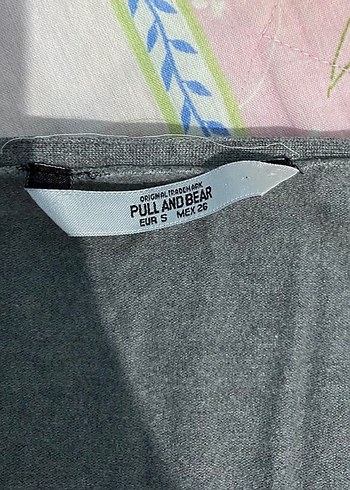 ORIGINAL TRADEMARK
PULL AND BEAR
EUR S MEX 26